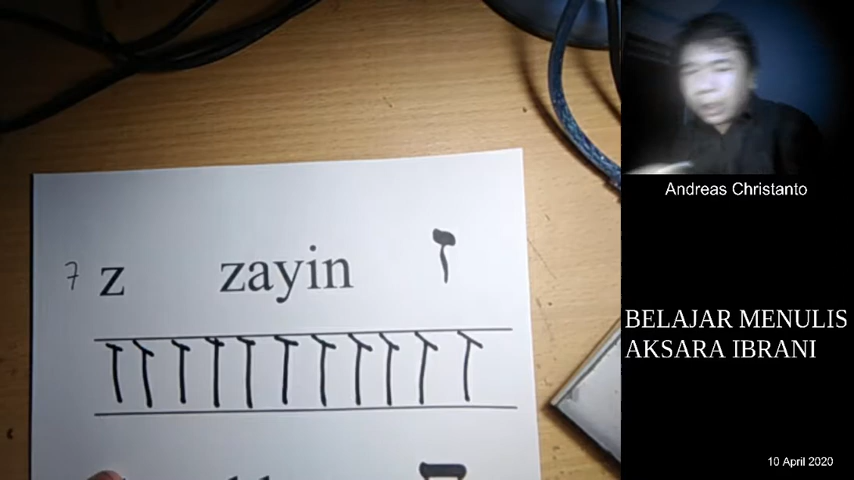 7 z zayin ז
ז ז ז ז ז ז ז ז ז ז ז
Andreas Christanto
BELAJAR MENULIS
AKSARA IBRANI
10 April 2020